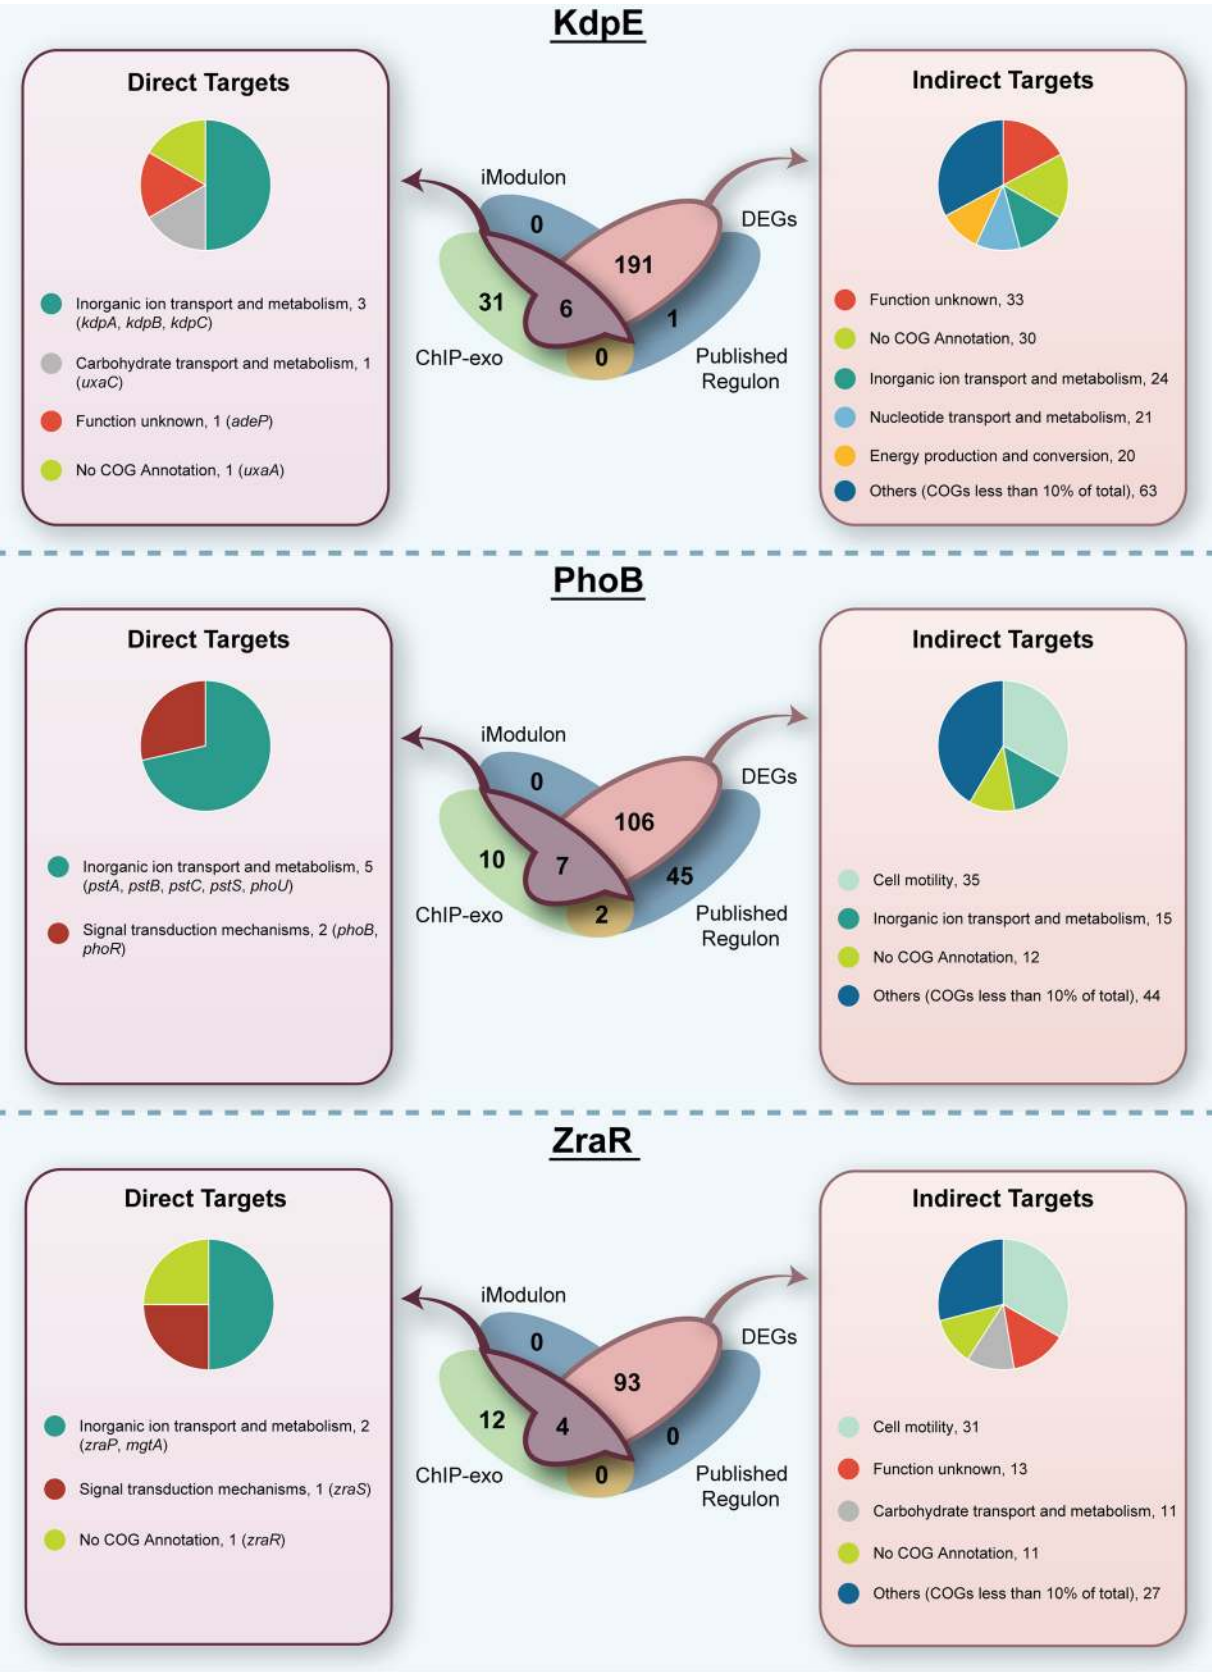 KdpE
Direct Targets
Inorganic ion transport and metabolism, 3
(kdpA, kdpB, kdpC)
Carbohydrate transport and metabolism, 1
(uxaC)
Function unknown, 1 (adeP)
No COG Annotation, 1 (uxaA)
iModulon
0
DEGs
191
31
6
1
ChIP-exo
0
Published
Regulon
Indirect Targets
Function unknown, 33
No COG Annotation, 30
Inorganic ion transport and metabolism, 24
Nucleotide transport and metabolism, 21
Energy production and conversion, 20
Others (COGs less than 10% of total), 63
PhoB
Direct Targets
Inorganic ion transport and metabolism, 5
(pstA, pstB, pstC, pstS, phoU)
Signal transduction mechanisms, 2 (phoB,
phoR)
iModulon
0
DEGs
106
10
7
45
ChIP-exo
2
Published
Regulon
Indirect Targets
Cell motility, 35
Inorganic ion transport and metabolism, 15
No COG Annotation, 12
Others (COGs less than 10% of total), 44
ZraR
Direct Targets
Inorganic ion transport and metabolism, 2
(zraP, mgtA)
Signal transduction mechanisms, 1 (zraS)
No COG Annotation, 1 (zraR)
iModulon
0
DEGs
93
12
4
0
ChIP-exo
0
Published
Regulon
Indirect Targets
Cell motility, 31
Function unknown, 13
Carbohydrate transport and metabolism, 11
No COG Annotation, 11
Others (COGs less than 10% of total), 27